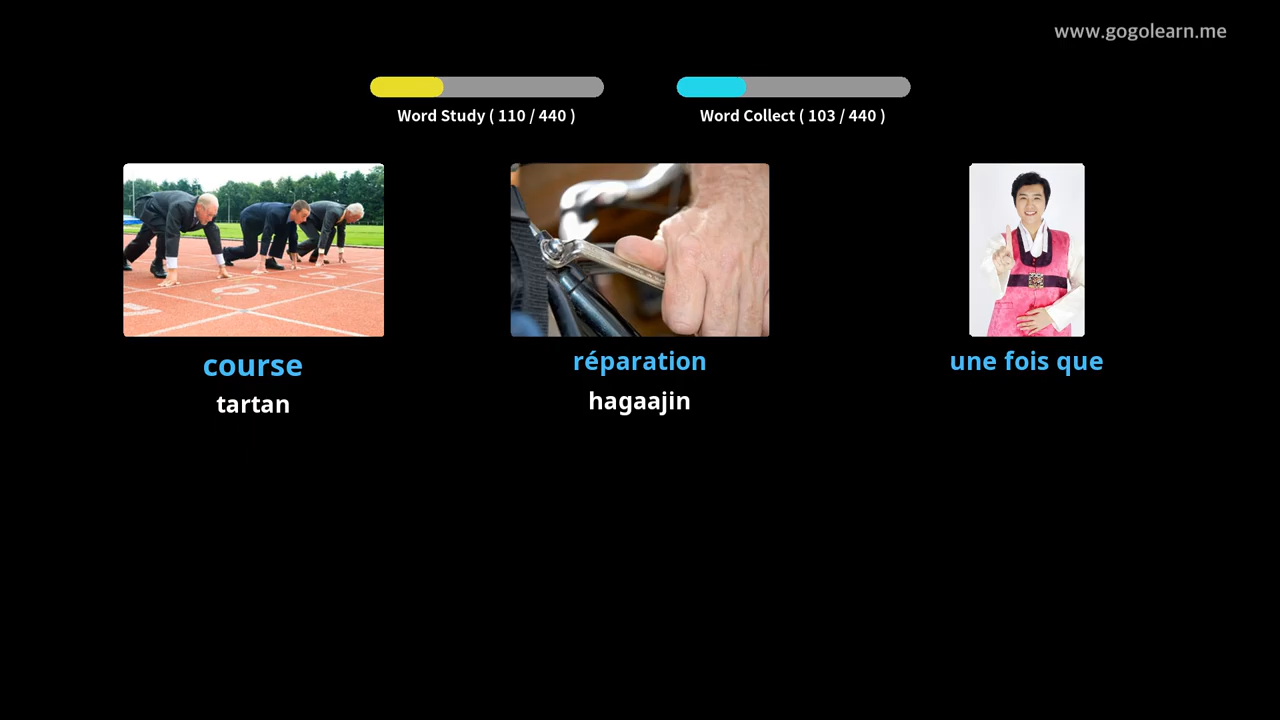 www.gogolearn.me
Word Study ( 110 / 440 )
Word Collect ( 103 / 440 )
course
tartan
réparation
hagaajin
une fois que